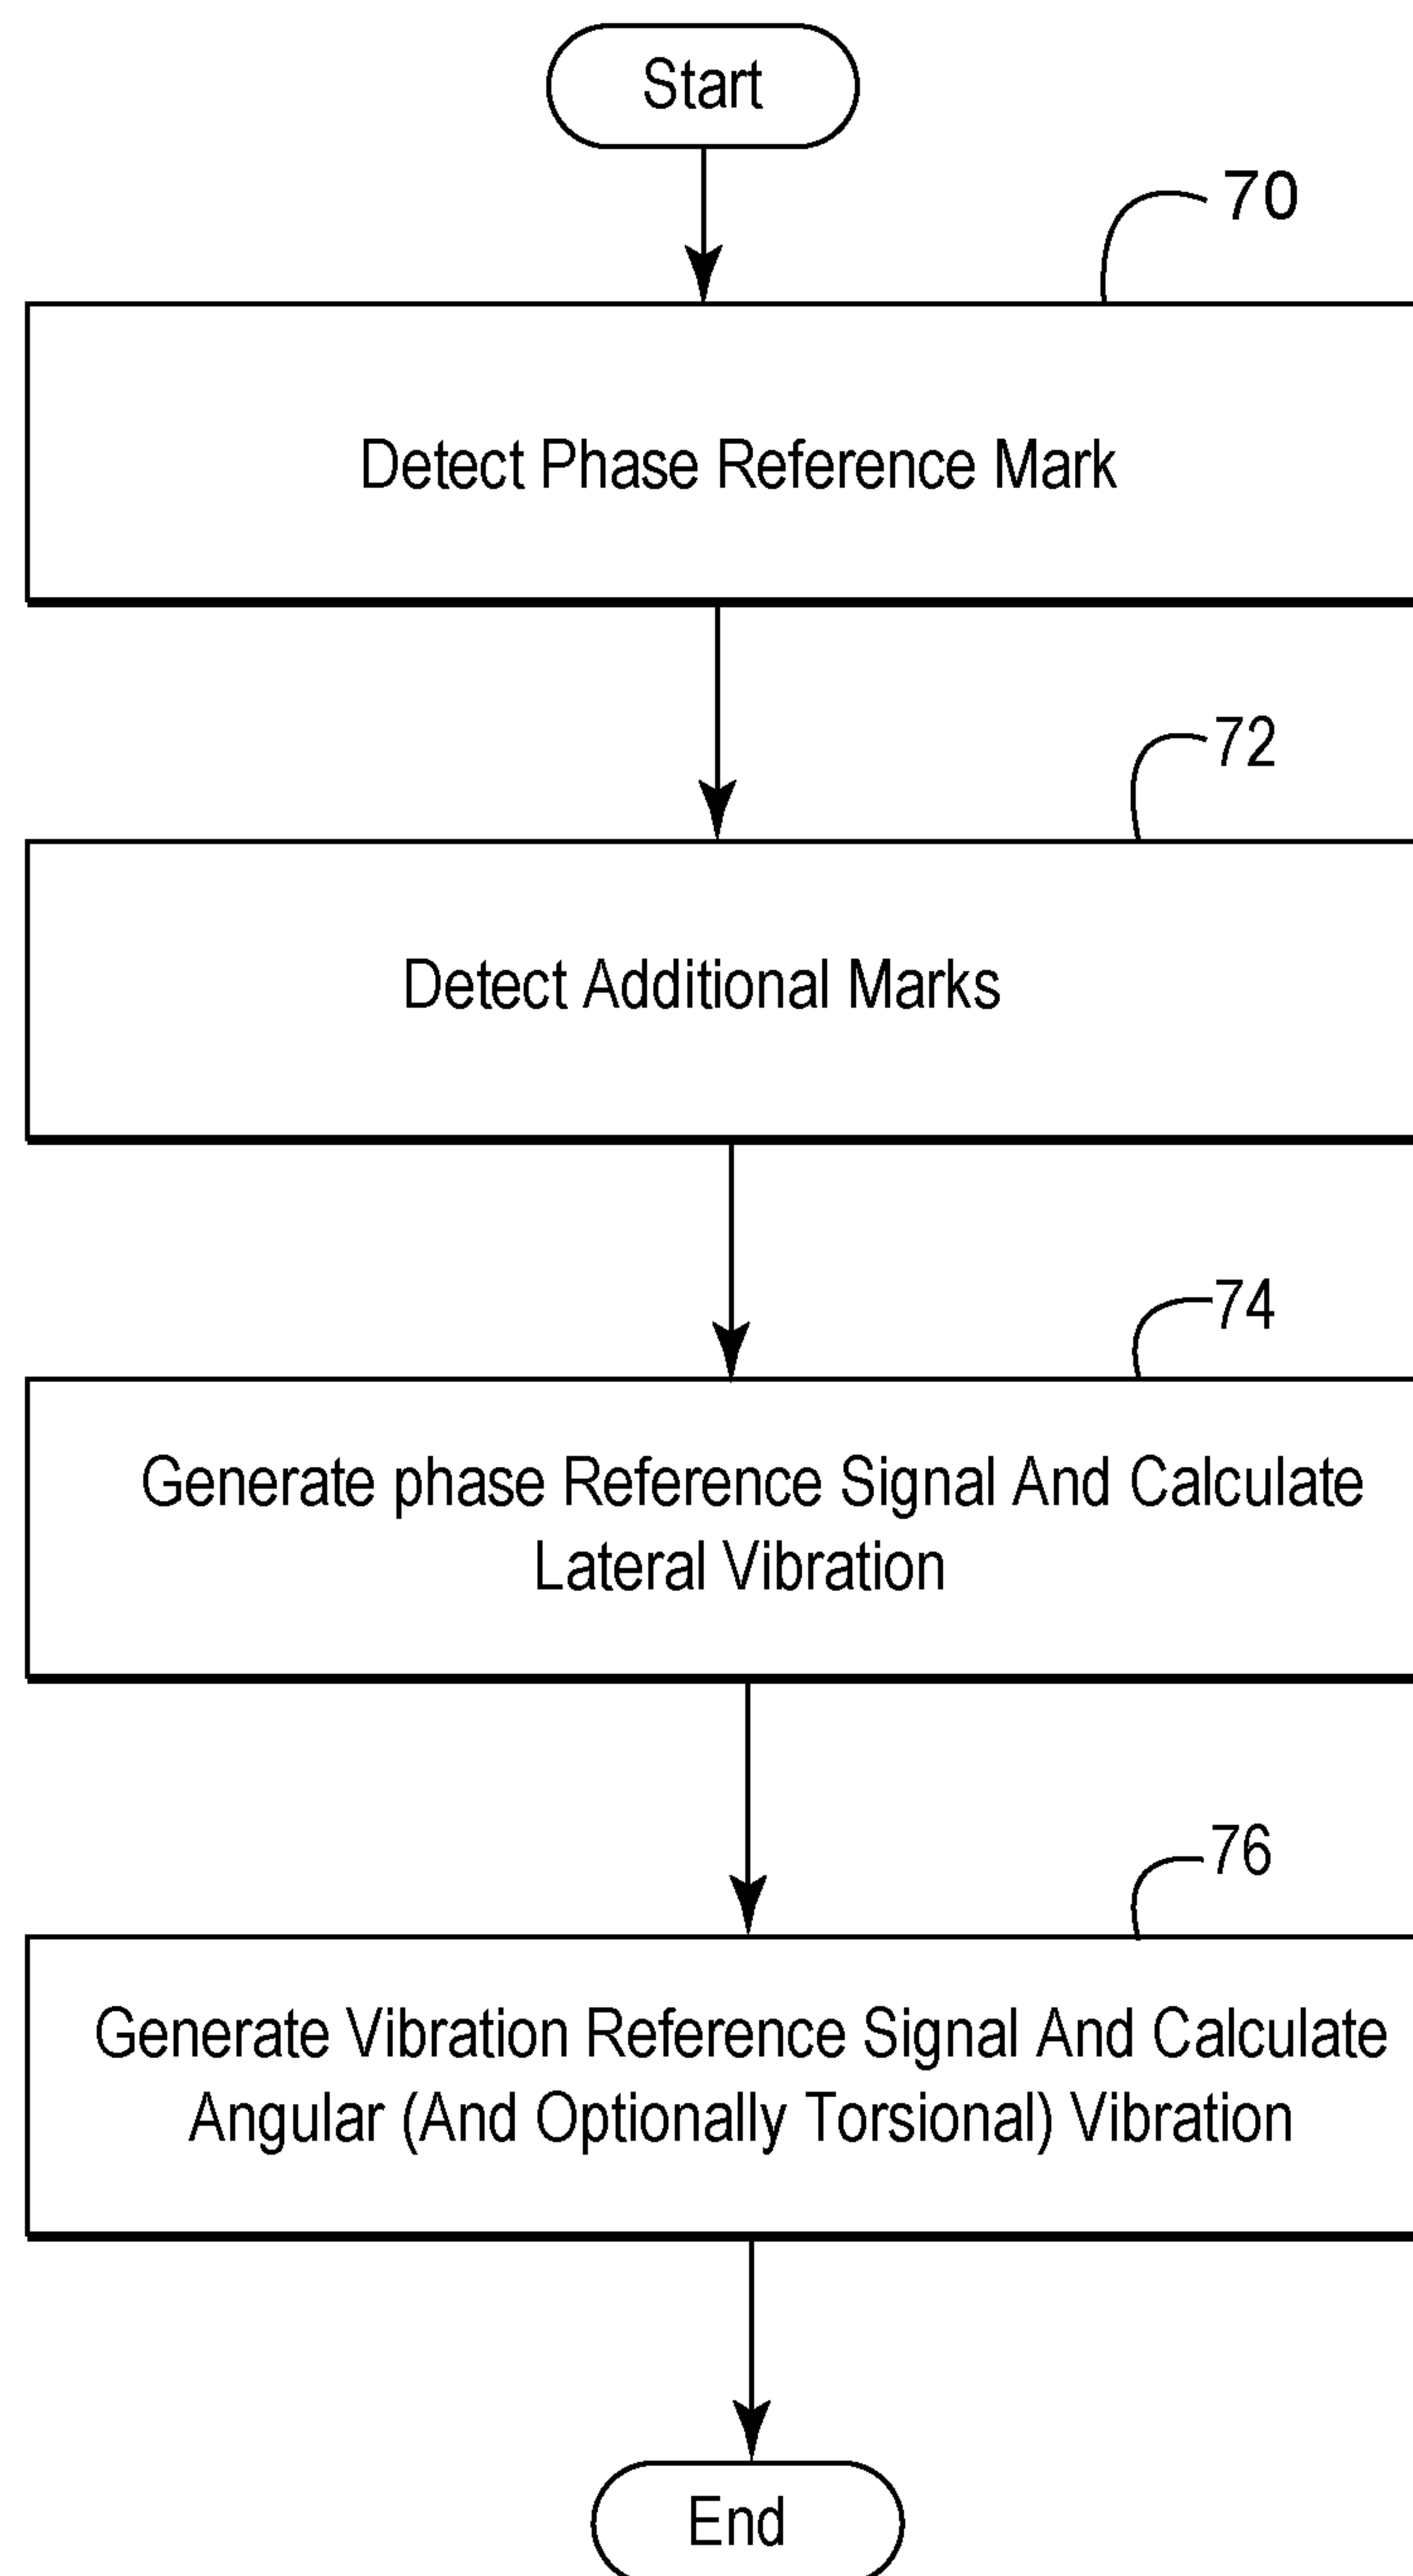 Start
70
Detect Phase Reference Mark
72
Detect Additional Marks
74
Generate phase Reference Signal And Calculate
Lateral Vibration
76
Generate Vibration Reference Signal And Calculate
Angular (And Optionally Torsional) Vibration
End